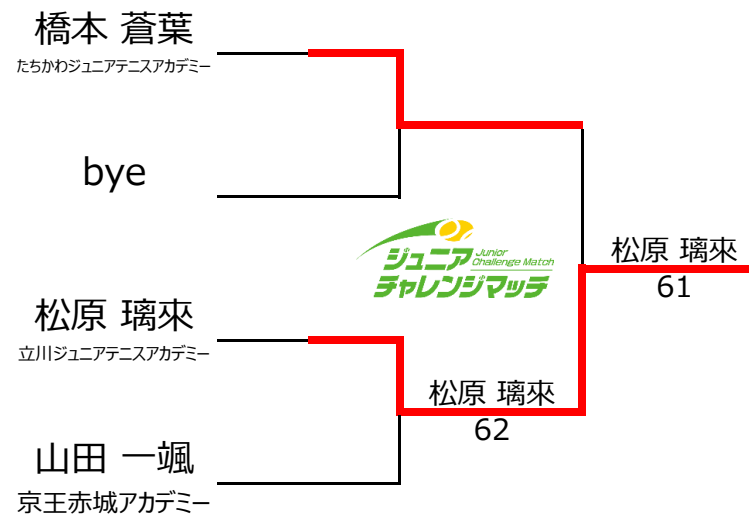 橋本 蒼葉
たちかわジュニアテニスアカデミー
bye
ジュニア
Junior
Challenge Match
チャレンジマッチ
松原 璃來
61
松原 璃來
立川ジュニアテニスアカデミー
松原 璃來
62
山田 一颯
京王赤城アカデミー